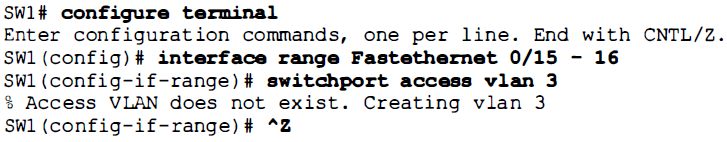 SW1# configure terminal
Enter configuration commands, one per line. End with CNTL/Z.
SW1(config)# interface range Fastethernet 0/15 - 16
SW1(config-if-range)# switchport access vlan 3
% Access VLAN does not exist. Creating vlan 3
SW1(config-if-range)# ^Z